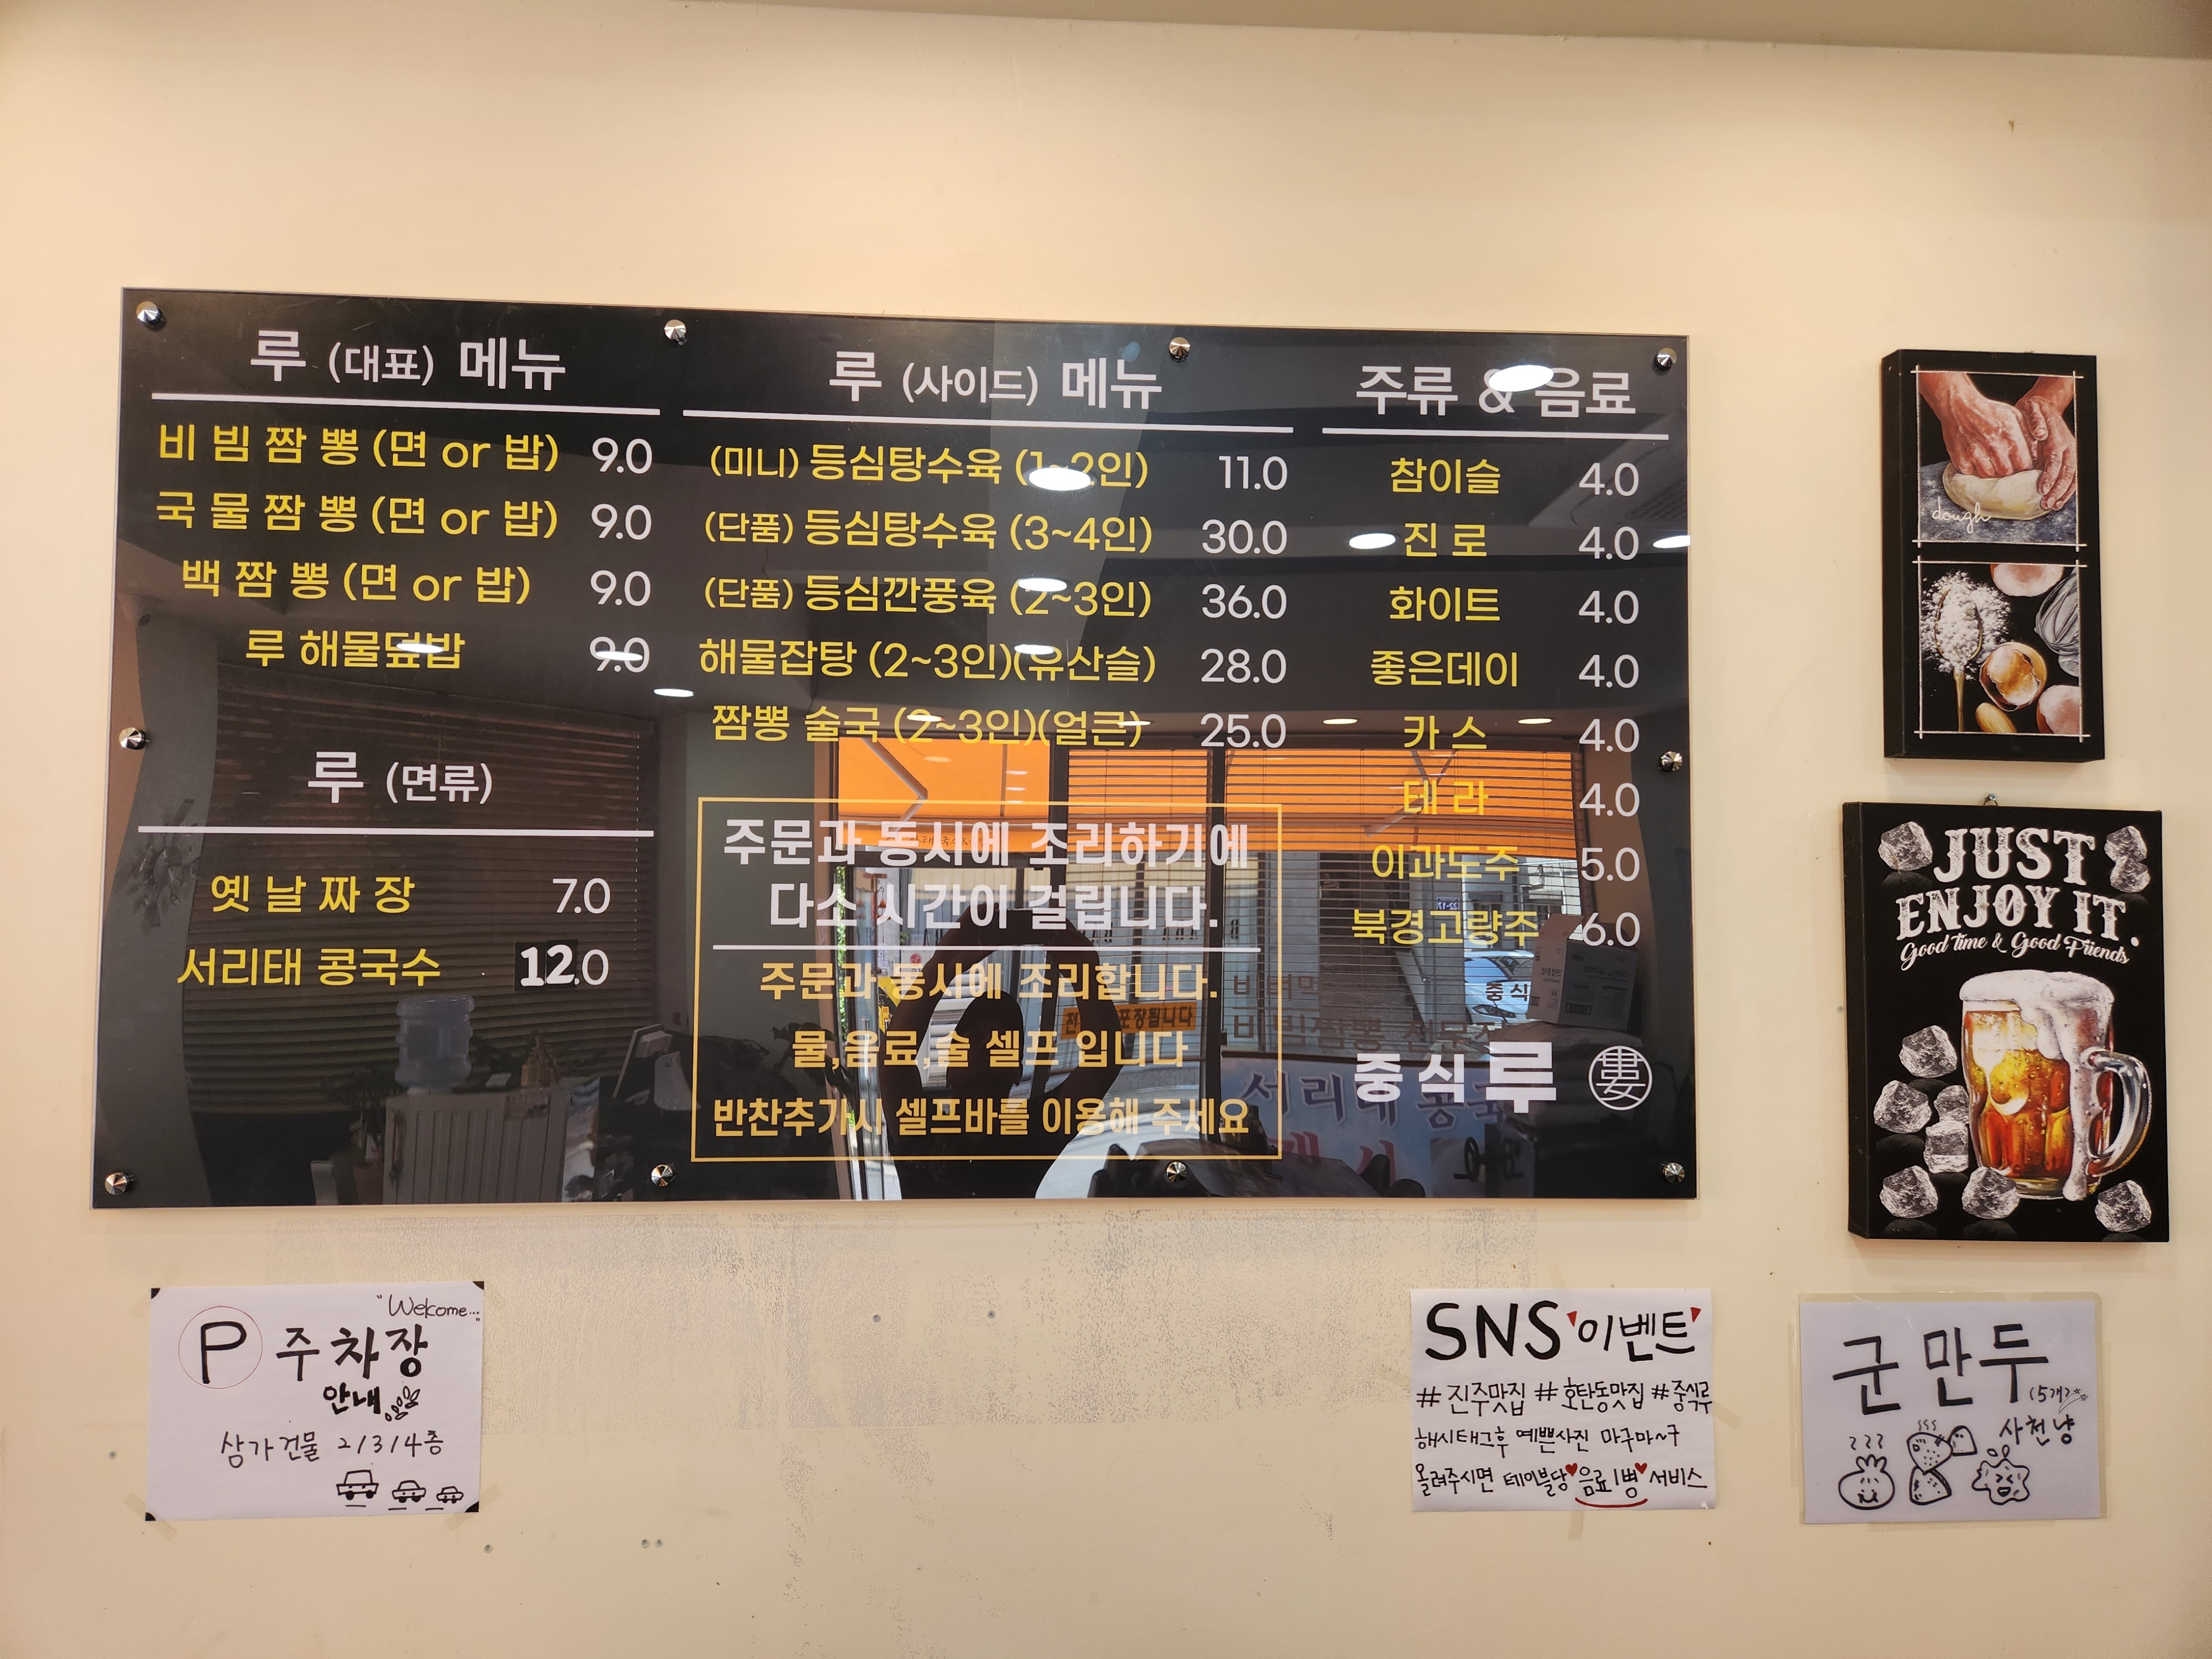 루 (대표) 메뉴
비 빔 짬 뽕 (면 or 밥) 9.0
국 물 짬 뽕 (면 or 밥) 9.0
백 짬 뽕 (면 or 밥) 9.0
루 해물덮밥 9.0
루 (면류)
옛 날 짜 장 7.0
서리태 콩국수 12.0
루 (사이드) 메뉴
(미니) 등심탕수육 (1~2인) 11.0
(단품) 등심탕수육 (3~4인) 30.0
(단품) 등심깐풍육 (2~3인) 36.0
해물잡탕 (2~3인)(유산슬) 28.0
짬뽕 술국 (2~3인)(얼큰) 25.0
주문과 동시에 조리하기에
다소 시간이 걸립니다.
주문과 동시에 조리합니다.
물,음료,술 셀프 입니다
반찬추가시 셀프바를 이용해 주세요
주류 & 음료
참이슬 4.0
진 로 4.0
화이트 4.0
좋은데이 4.0
카 스 4.0
테 라 4.0
이과도주 5.0
북경고량주 6.0
중식루
dough
JUST
ENJOY IT.
Good time & Good Friends
"Welcome..."
P 주차장
안내
상가건물 2/3/4층
SNS '이벤트'
#진주맛집 #호탄동맛집 #중식루
해시태그후 예쁜사진 마구마~구
올려주시면 테이블당 음료1병 서비스
군만두
(5개)
사천냥